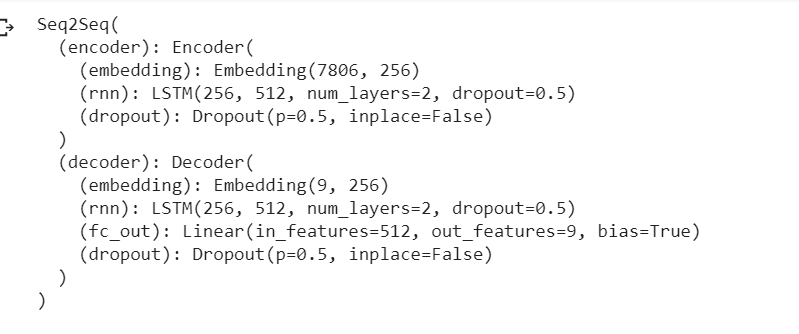 Seq2Seq(
  (encoder): Encoder(
    (embedding): Embedding(7806, 256)
    (rnn): LSTM(256, 512, num_layers=2, dropout=0.5)
    (dropout): Dropout(p=0.5, inplace=False)
  )
  (decoder): Decoder(
    (embedding): Embedding(9, 256)
    (rnn): LSTM(256, 512, num_layers=2, dropout=0.5)
    (fc_out): Linear(in_features=512, out_features=9, bias=True)
    (dropout): Dropout(p=0.5, inplace=False)
  )
)